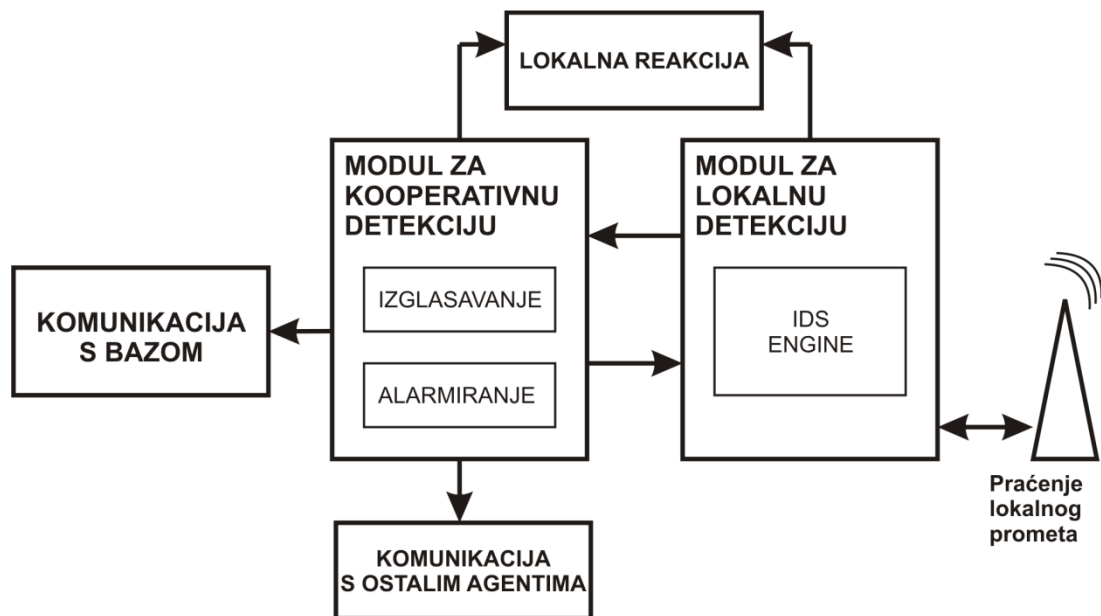 LOKALNA REAKCIJA
MODUL ZA
KOOPERATIVNU
DETEKCIJU
IZGLASAVANJE
ALARMIRANJE
MODUL ZA
LOKALNU
DETEKCIJU
IDS
ENGINE
KOMUNIKACIJA
S BAZOM
KOMUNIKACIJA
S OSTALIM AGENTIMA
Praćenje
lokalnog
prometa